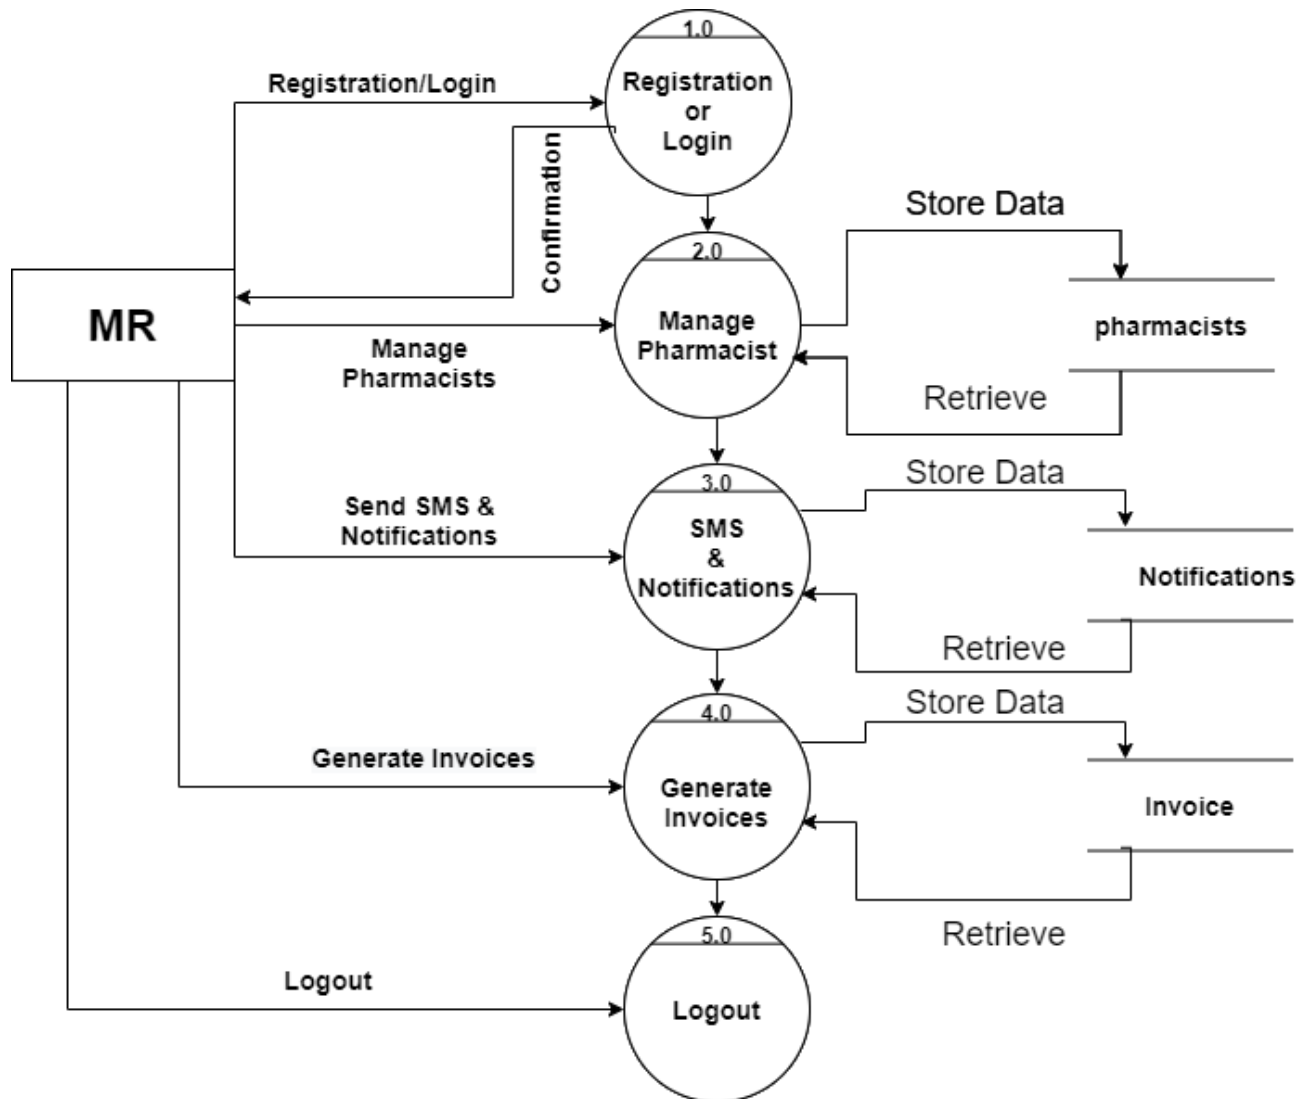 1.0
Registration/Login
Registration
or
Login
Confirmation
Store Data
2.0
MR
Manage
Pharmacist
pharmacists
Manage
Pharmacists
Retrieve
Store Data
3.0
Send SMS &
Notifications
SMS
&
Notifications
Notifications
Retrieve
Store Data
4.0
Generate Invoices
Generate
Invoices
Invoice
Retrieve
5.0
Logout
Logout